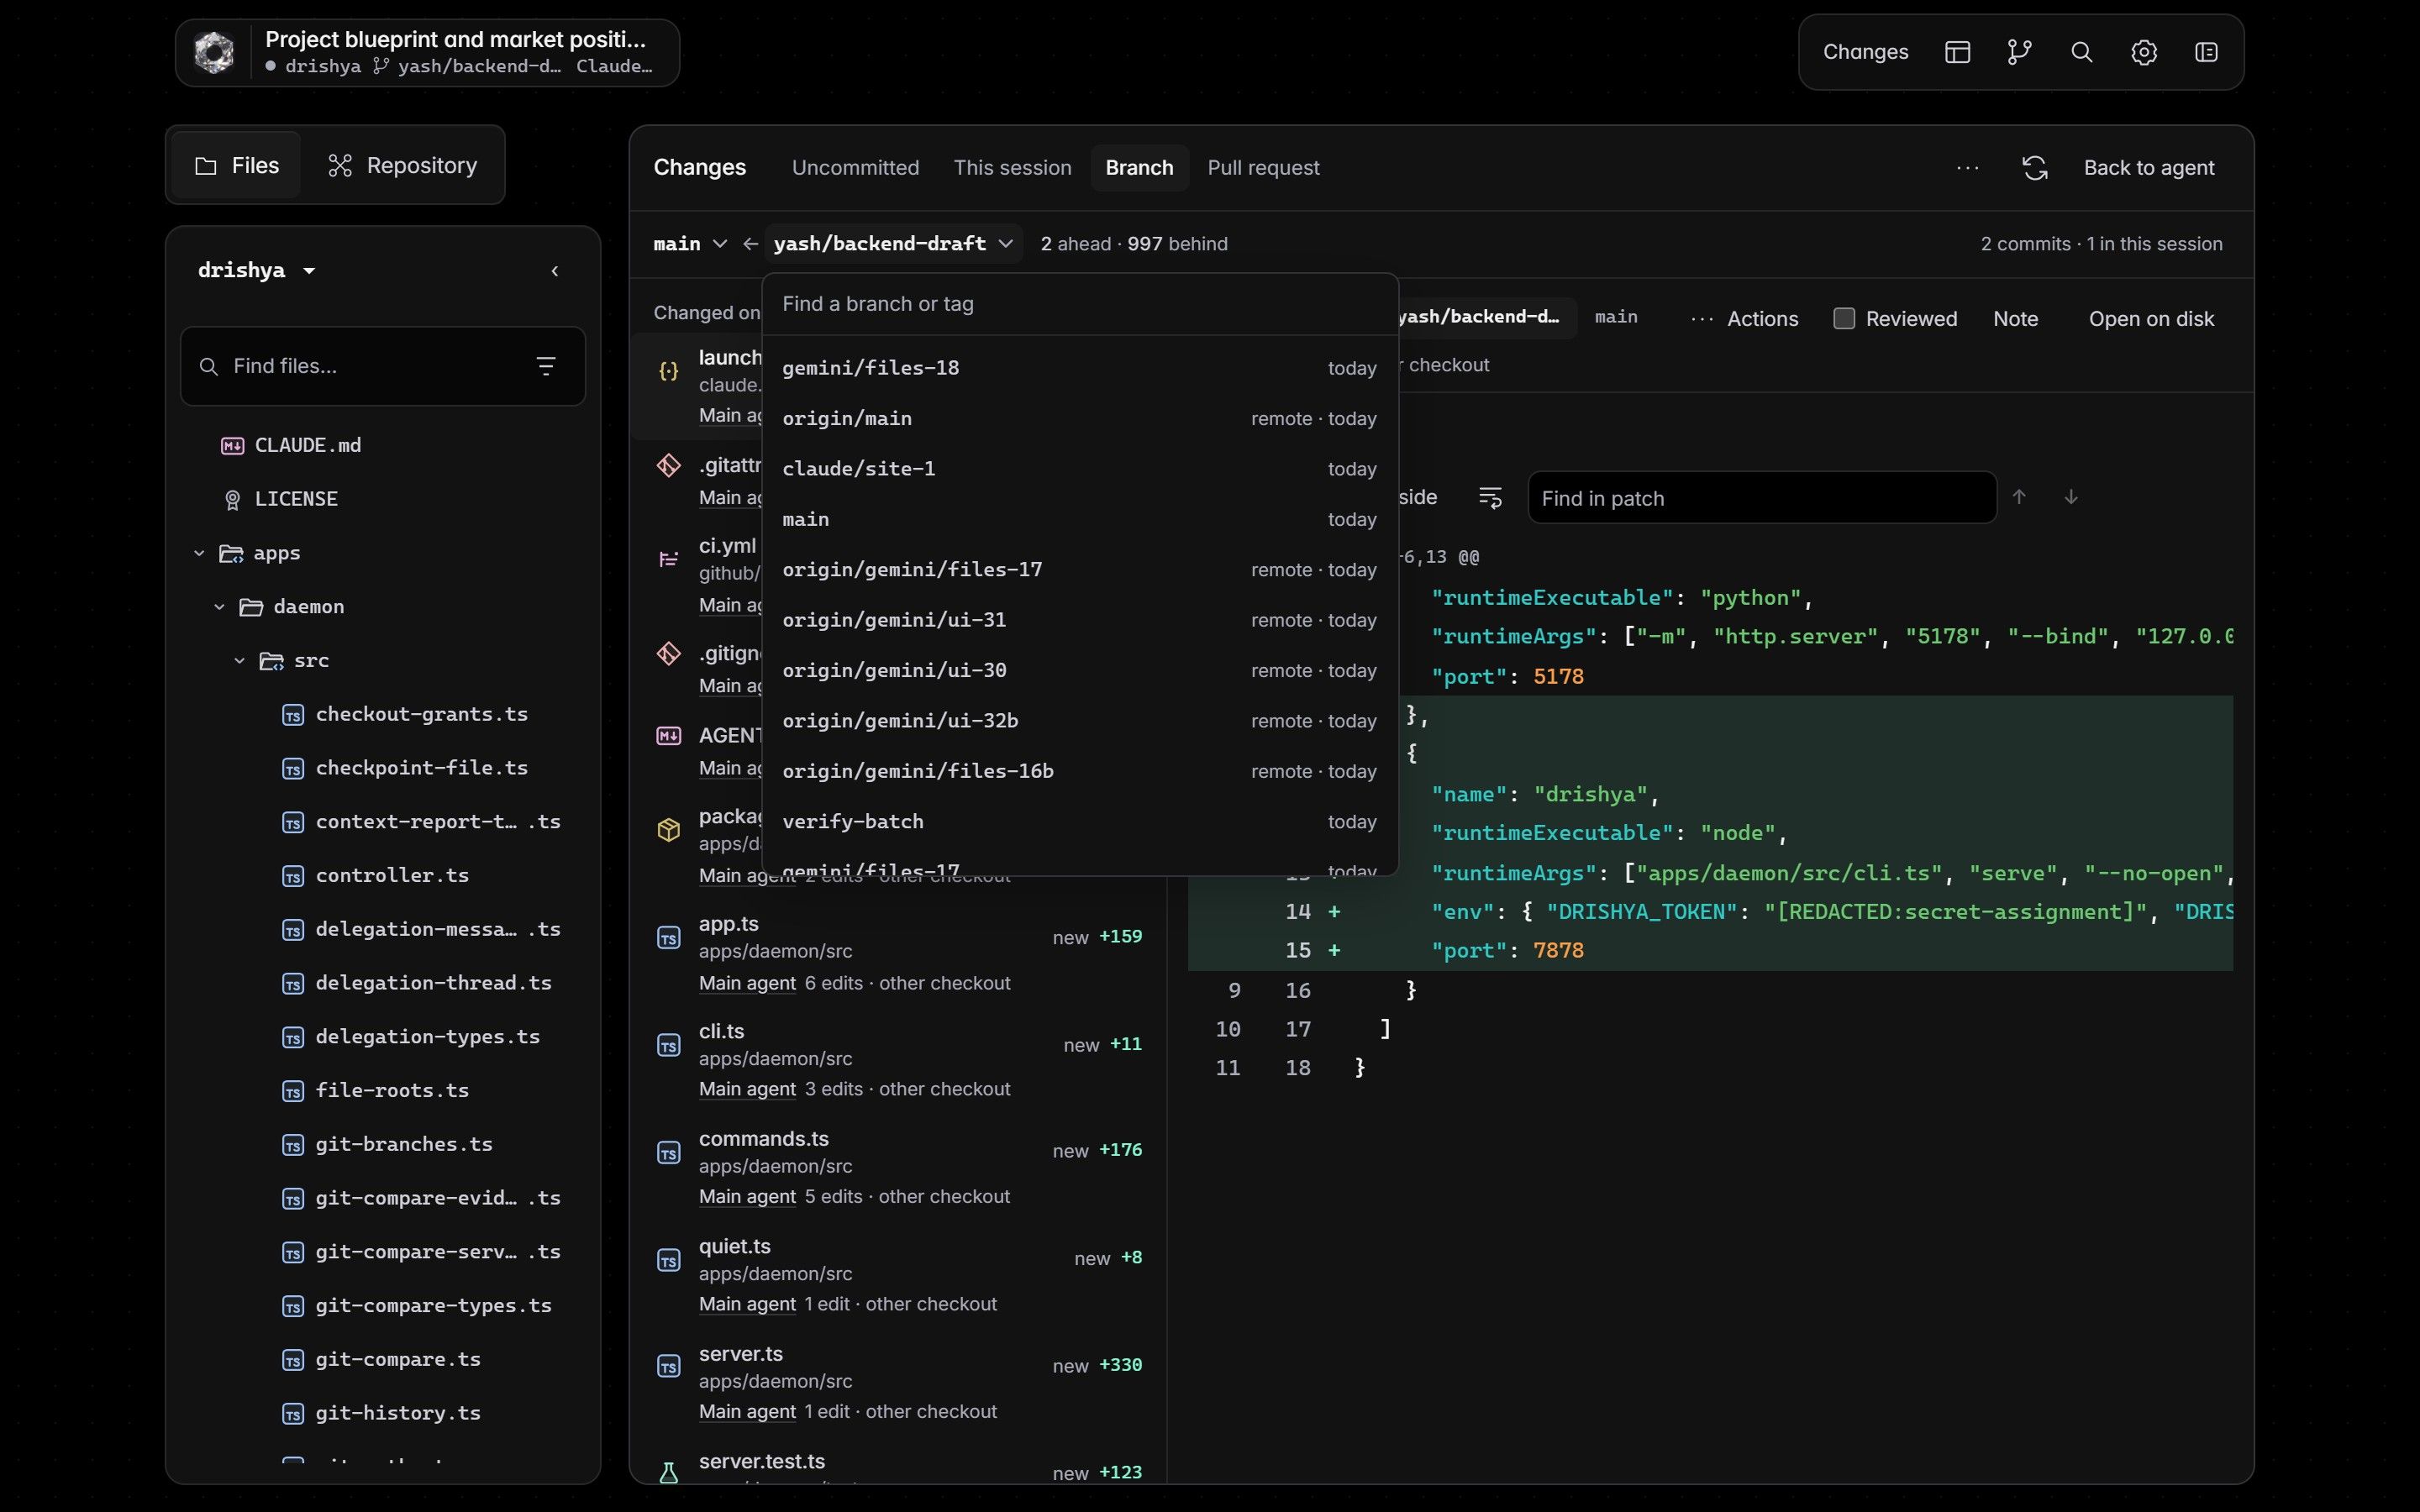 Project blueprint and market positi…
drishya yash/backend-d… Claude…
Changes
Files
Repository
drishya
Find files…
CLAUDE.md
LICENSE
apps
daemon
src
checkout-grants.ts
checkpoint-file.ts
context-report-t… .ts
controller.ts
delegation-messa… .ts
delegation-thread.ts
delegation-types.ts
file-roots.ts
git-branches.ts
git-compare-evid… .ts
git-compare-serv… .ts
git-compare-types.ts
git-compare.ts
git-history.ts
Changes Uncommitted This session Branch Pull request
··· Back to agent
main ← yash/backend-draft 2 ahead · 997 behind
2 commits · 1 in this session
Changed on
launch
claude.
Main ag
.gitattr
Main ag
ci.yml
github/
Main ag
.gitign
Main ag
AGENT
Main ag
packag
apps/d
Main agent 2 edits · other checkout
app.ts
apps/daemon/src
new +159
Main agent 6 edits · other checkout
cli.ts
apps/daemon/src
new +11
Main agent 3 edits · other checkout
commands.ts
apps/daemon/src
new +176
Main agent 5 edits · other checkout
quiet.ts
apps/daemon/src
new +8
Main agent 1 edit · other checkout
server.ts
apps/daemon/src
new +330
Main agent 1 edit · other checkout
server.test.ts
new +123
Find a branch or tag
gemini/files-18 today
origin/main remote · today
claude/site-1 today
main today
origin/gemini/files-17 remote · today
origin/gemini/ui-31 remote · today
origin/gemini/ui-30 remote · today
origin/gemini/ui-32b remote · today
origin/gemini/files-16b remote · today
verify-batch today
gemini/files-17 today
yash/backend-d… main ··· Actions Reviewed Note Open on disk
checkout
side
Find in patch
6,13 @@
"runtimeExecutable": "python",
"runtimeArgs": ["-m", "http.server", "5178", "--bind", "127.0.0
"port": 5178
},
{
"name": "drishya",
"runtimeExecutable": "node",
"runtimeArgs": ["apps/daemon/src/cli.ts", "serve", "--no-open",
14 + "env": { "DRISHYA_TOKEN": "[REDACTED:secret-assignment]", "DRIS
15 + "port": 7878
9 16 }
10 17 ]
11 18 }